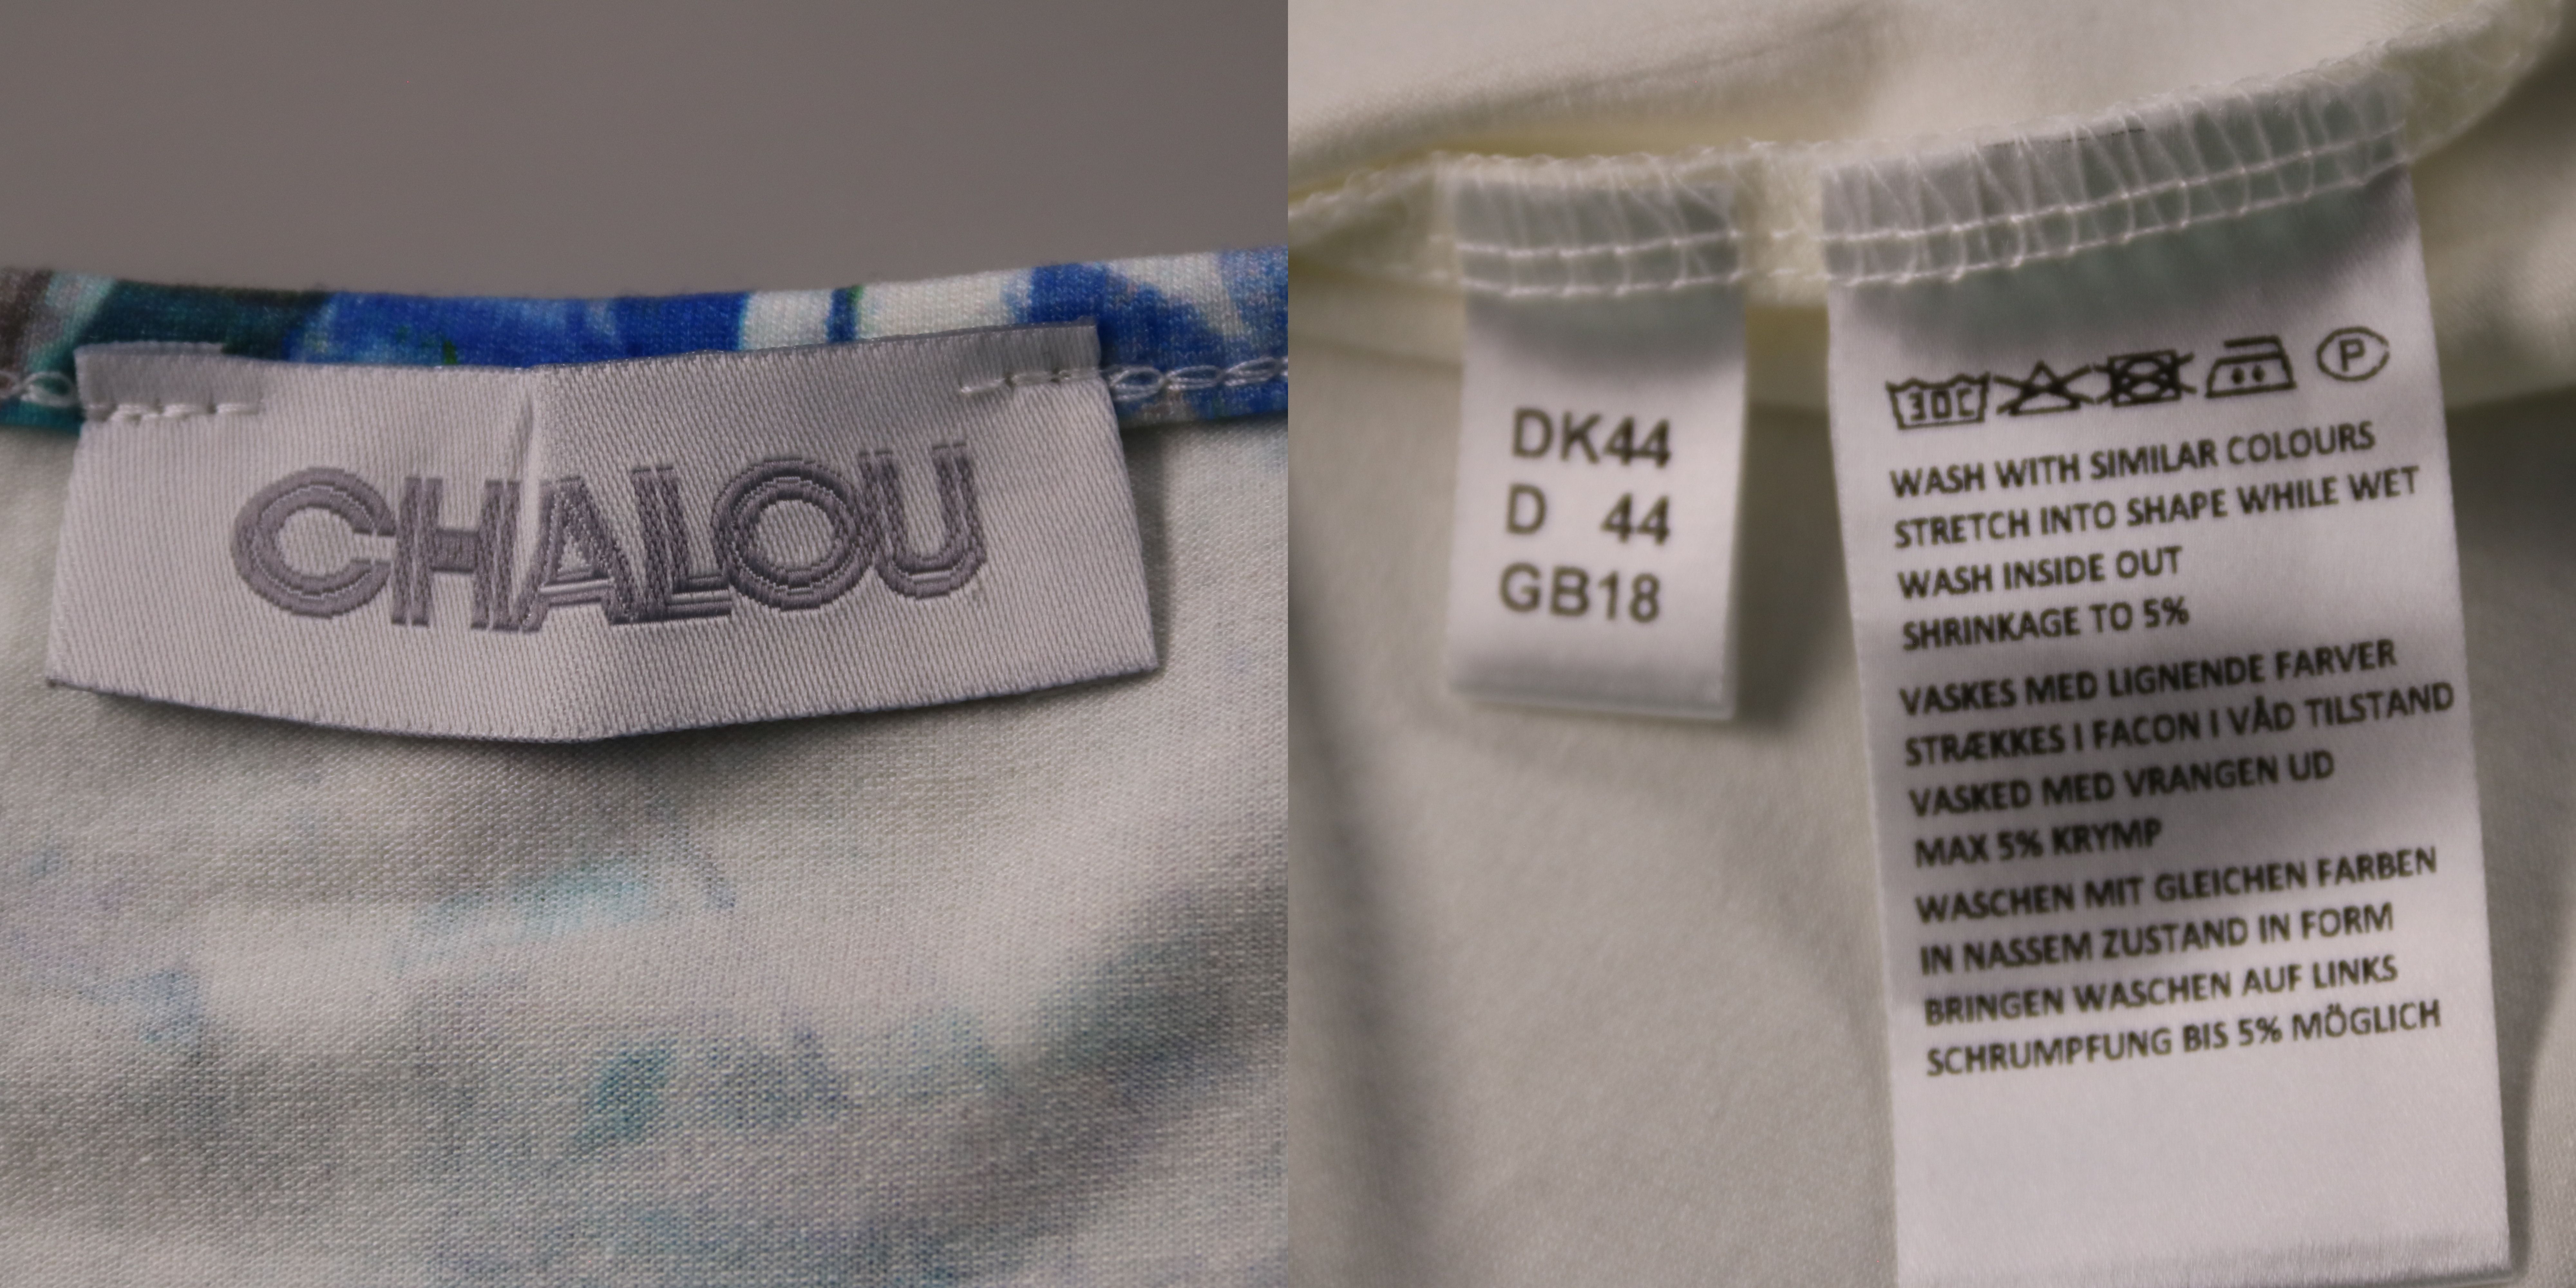 CHALOU
DK44
D 44
GB18
30C
P
WASH WITH SIMILAR COLOURS
STRETCH INTO SHAPE WHILE WET
WASH INSIDE OUT
SHRINKAGE TO 5%
VASKES MED LIGNENDE FARVER
STRÆKKES I FACON I VÅD TILSTAND
VASKED MED VRANGEN UD
MAX 5% KRYMP
WASCHEN MIT GLEICHEN FARBEN
IN NASSEM ZUSTAND IN FORM
BRINGEN WASCHEN AUF LINKS
SCHRUMPFUNG BIS 5% MÖGLICH